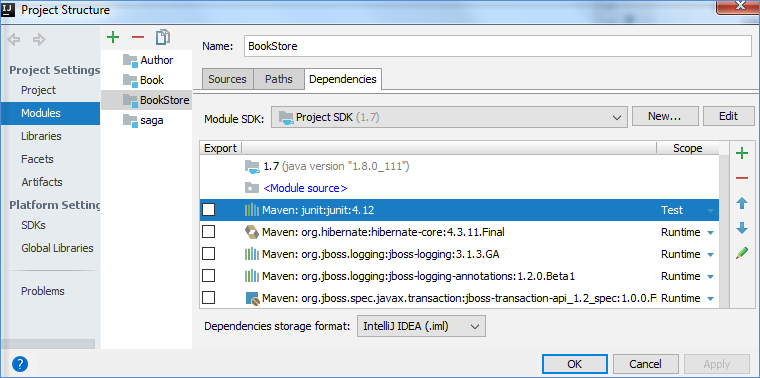 Project Structure
Project Settings
Project
Modules
Libraries
Facets
Artifacts
Platform Setting
SDKs
Global Libraries
Problems
Author
Book
BookStore
saga
Name: BookStore
Sources Paths Dependencies
Module SDK: Project SDK (1.7) New... Edit
Export Scope
1.7 (java version "1.8.0_111")
<Module source>
Maven: junit:junit:4.12 Test
Maven: org.hibernate:hibernate-core:4.3.11.Final Runtime
Maven: org.jboss.logging:jboss-logging:3.1.3.GA Runtime
Maven: org.jboss.logging:jboss-logging-annotations:1.2.0.Beta1 Runtime
Maven: org.jboss.spec.javax.transaction:jboss-transaction-api_1.2_spec:1.0.0.Fi Runtime
Dependencies storage format: IntelliJ IDEA (.iml)
? OK Cancel Apply